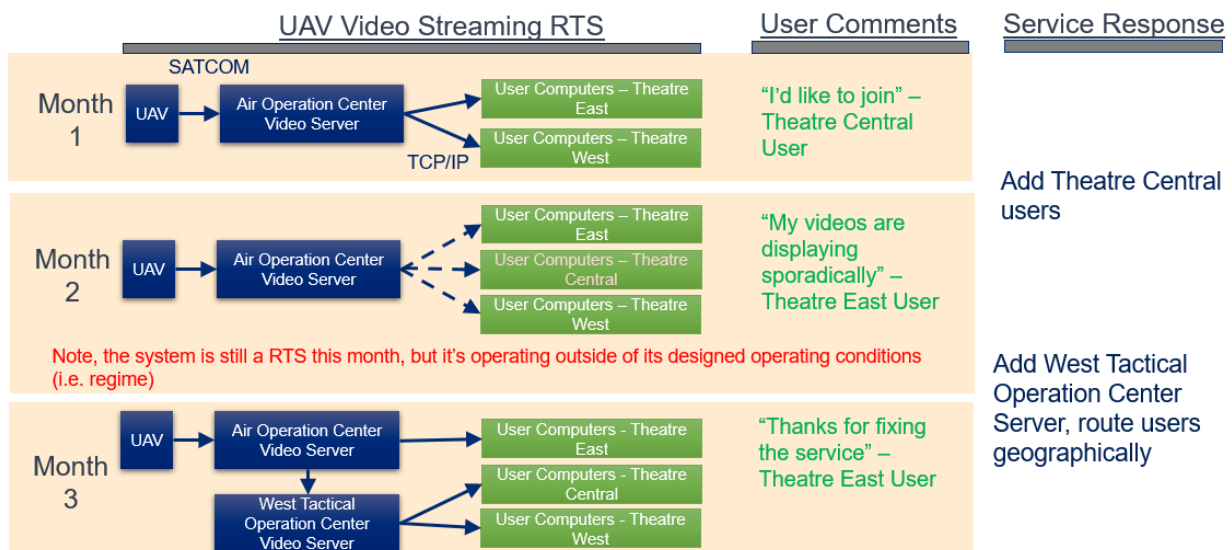 UAV Video Streaming RTS
User Comments
Service Response
Month
1
SATCOM
UAV
Air Operation Center
Video Server
TCP/IP
User Computers – Theatre
East
User Computers – Theatre
West
“I’d like to join” –
Theatre Central
User
Add Theatre Central
users
Month
2
UAV
Air Operation Center
Video Server
User Computers – Theatre
East
User Computers – Theatre
Central
User Computers – Theatre
West
“My videos are
displaying
sporadically” –
Theatre East User
Note, the system is still a RTS this month, but it’s operating outside of its designed operating conditions
(i.e. regime)
Add West Tactical
Operation Center
Server, route users
geographically
Month
3
UAV
Air Operation Center
Video Server
West Tactical
Operation Center
Video Server
User Computers - Theatre
East
User Computers - Theatre
Central
User Computers - Theatre
West
“Thanks for fixing
the service” –
Theatre East User